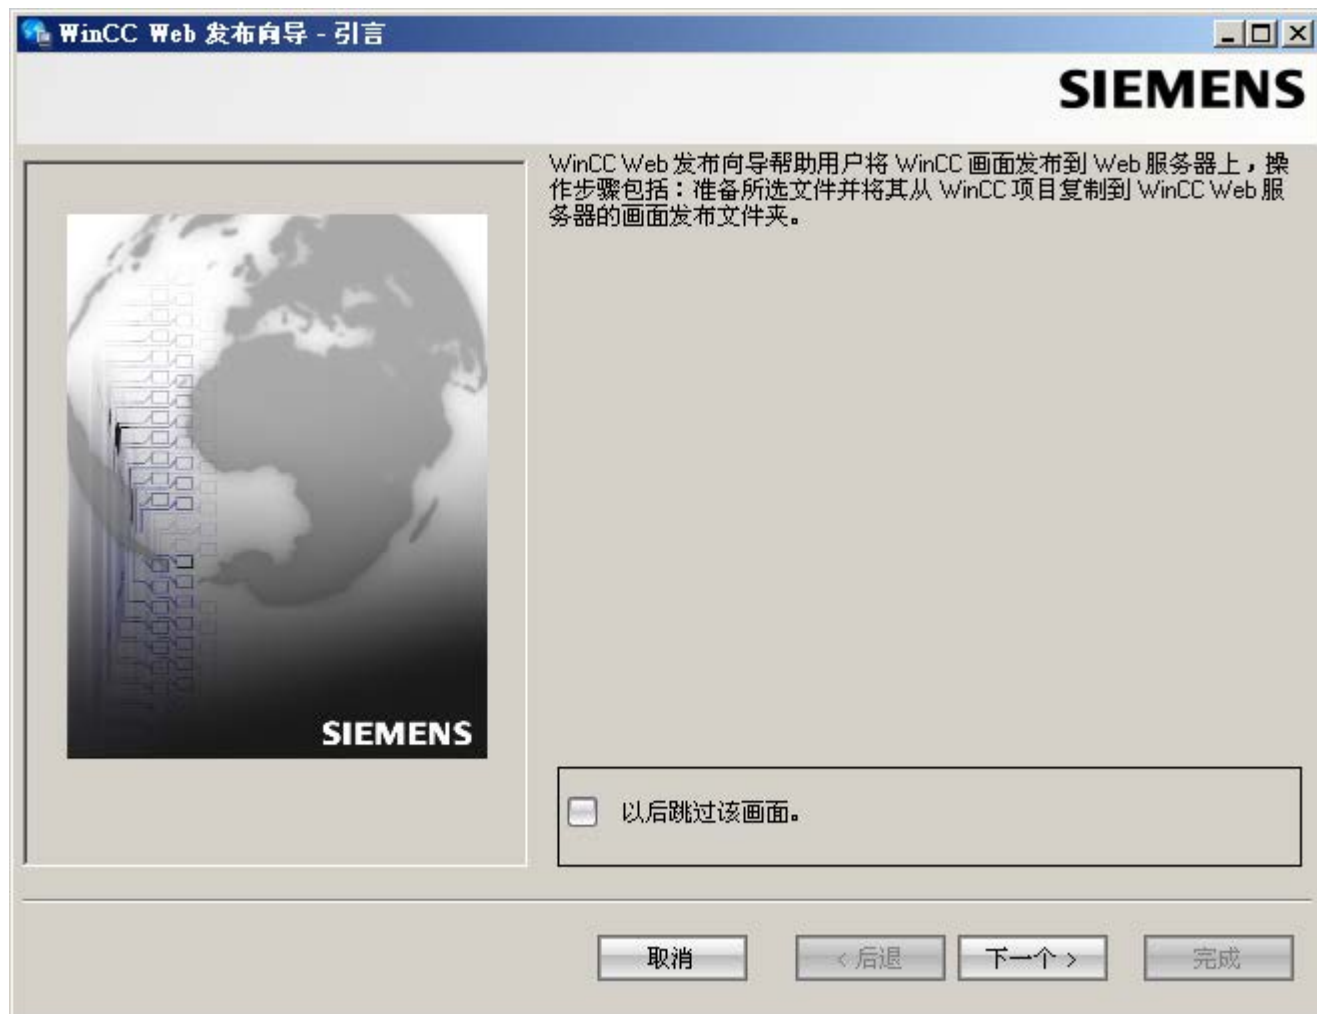 WinCC Web 发布向导 - 引言
SIEMENS
WinCC Web 发布向导帮助用户将 WinCC 画面发布到 Web 服务器上，操
作步骤包括：准备所选文件并将其从 WinCC 项目复制到 WinCC Web 服
务器的画面发布文件夹。
SIEMENS
以后跳过该画面。
取消
< 后退
下一个 >
完成